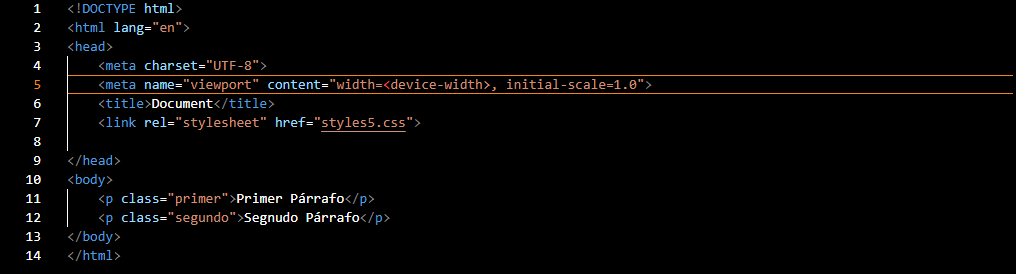 1 <!DOCTYPE html>
2 <html lang="en">
3 <head>
4     <meta charset="UTF-8">
5     <meta name="viewport" content="width=<device-width>, initial-scale=1.0">
6     <title>Document</title>
7     <link rel="stylesheet" href="styles5.css">
8
9 </head>
10 <body>
11     <p class="primer">Primer Párrafo</p>
12     <p class="segundo">Segnudo Párrafo</p>
13 </body>
14 </html>